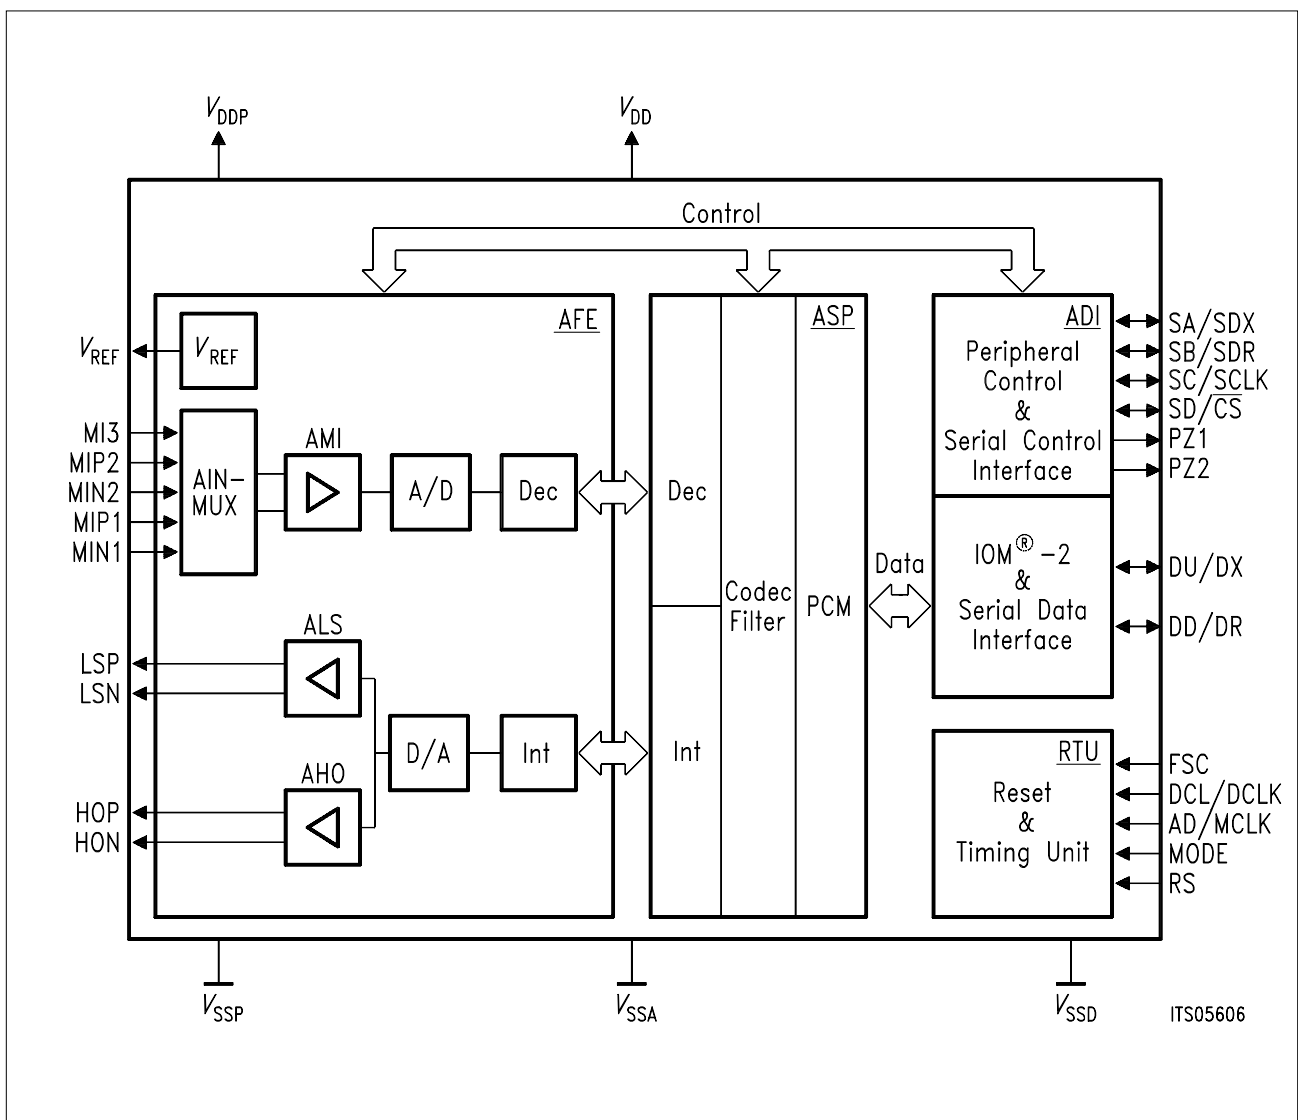 VDDP
VDD
Control
AFE
ASP
ADI
VREF
VREF
Peripheral
Control
&
Serial Control
Interface
SA/SDX
SB/SDR
SC/SCLK
SD/C̅S̅
PZ1
PZ2
MI3
MIP2
MIN2
MIP1
MIN1
AIN-
MUX
AMI
A/D
Dec
Dec
Codec
Filter
PCM
Data
IOM®-2
&
Serial Data
Interface
DU/DX
DD/DR
ALS
LSP
LSN
D/A
Int
Int
AHO
HOP
HON
RTU
Reset
&
Timing Unit
FSC
DCL/DCLK
AD/MCLK
MODE
RS
VSSP
VSSA
VSSD
ITS05606